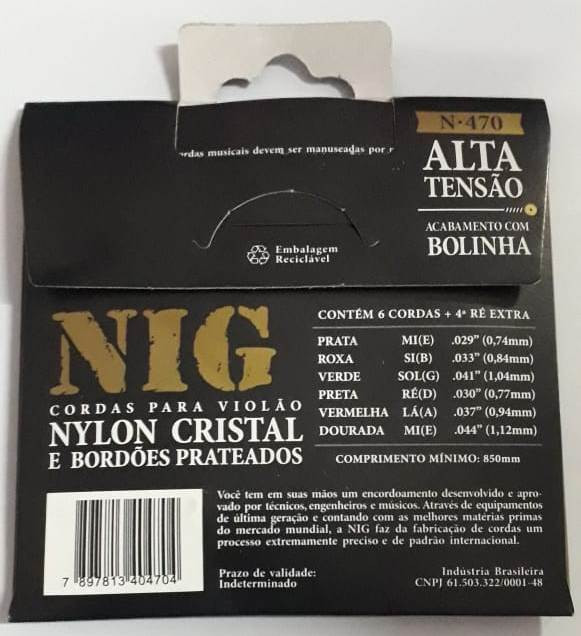 ordas musicais devem ser manuseadas por
N·470
ALTA
TENSÃO
ACABAMENTO COM
BOLINHA
Embalagem
Reciclável
NIG
CORDAS PARA VIOLÃO
NYLON CRISTAL
E BORDÕES PRATEADOS
CONTÉM 6 CORDAS + 4ª RÉ EXTRA
PRATA MI(E) .029” (0,74mm)
ROXA SI(B) .033” (0,84mm)
VERDE SOL(G) .041” (1,04mm)
PRETA RÉ(D) .030” (0,77mm)
VERMELHA LÁ(A) .037” (0,94mm)
DOURADA MI(E) .044” (1,12mm)
COMPRIMENTO MÍNIMO: 850mm
Você tem em suas mãos um encordoamento desenvolvido e apro-
vado por técnicos, engenheiros e músicos. Através de equipamentos
de última geração e contando com as melhores matérias primas
do mercado mundial, a NIG faz da fabricação de cordas um
processo extremamente preciso e de padrão internacional.
7 897813 404704
Prazo de validade:
Indeterminado
Indústria Brasileira
CNPJ 61.503.322/0001-48